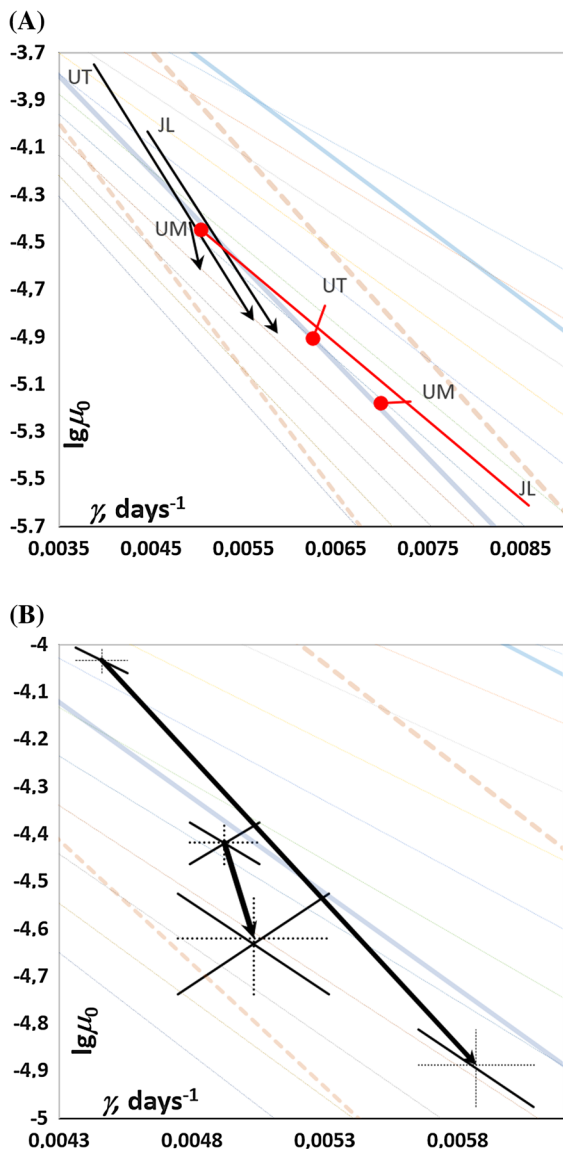 (A)
-3,7
-3,9
-4,1
-4,3
-4,5
-4,7
-4,9
-5,1
-5,3
-5,5
-5,7
UT
JL
UM
UT
UM
JL
lgμ₀
γ, days⁻¹
0,0035 0,0045 0,0055 0,0065 0,0075 0,0085
(B)
-4
-4,1
-4,2
-4,3
-4,4
-4,5
-4,6
-4,7
-4,8
-4,9
-5
lgμ₀
γ, days⁻¹
0,0043 0,0048 0,0053 0,0058